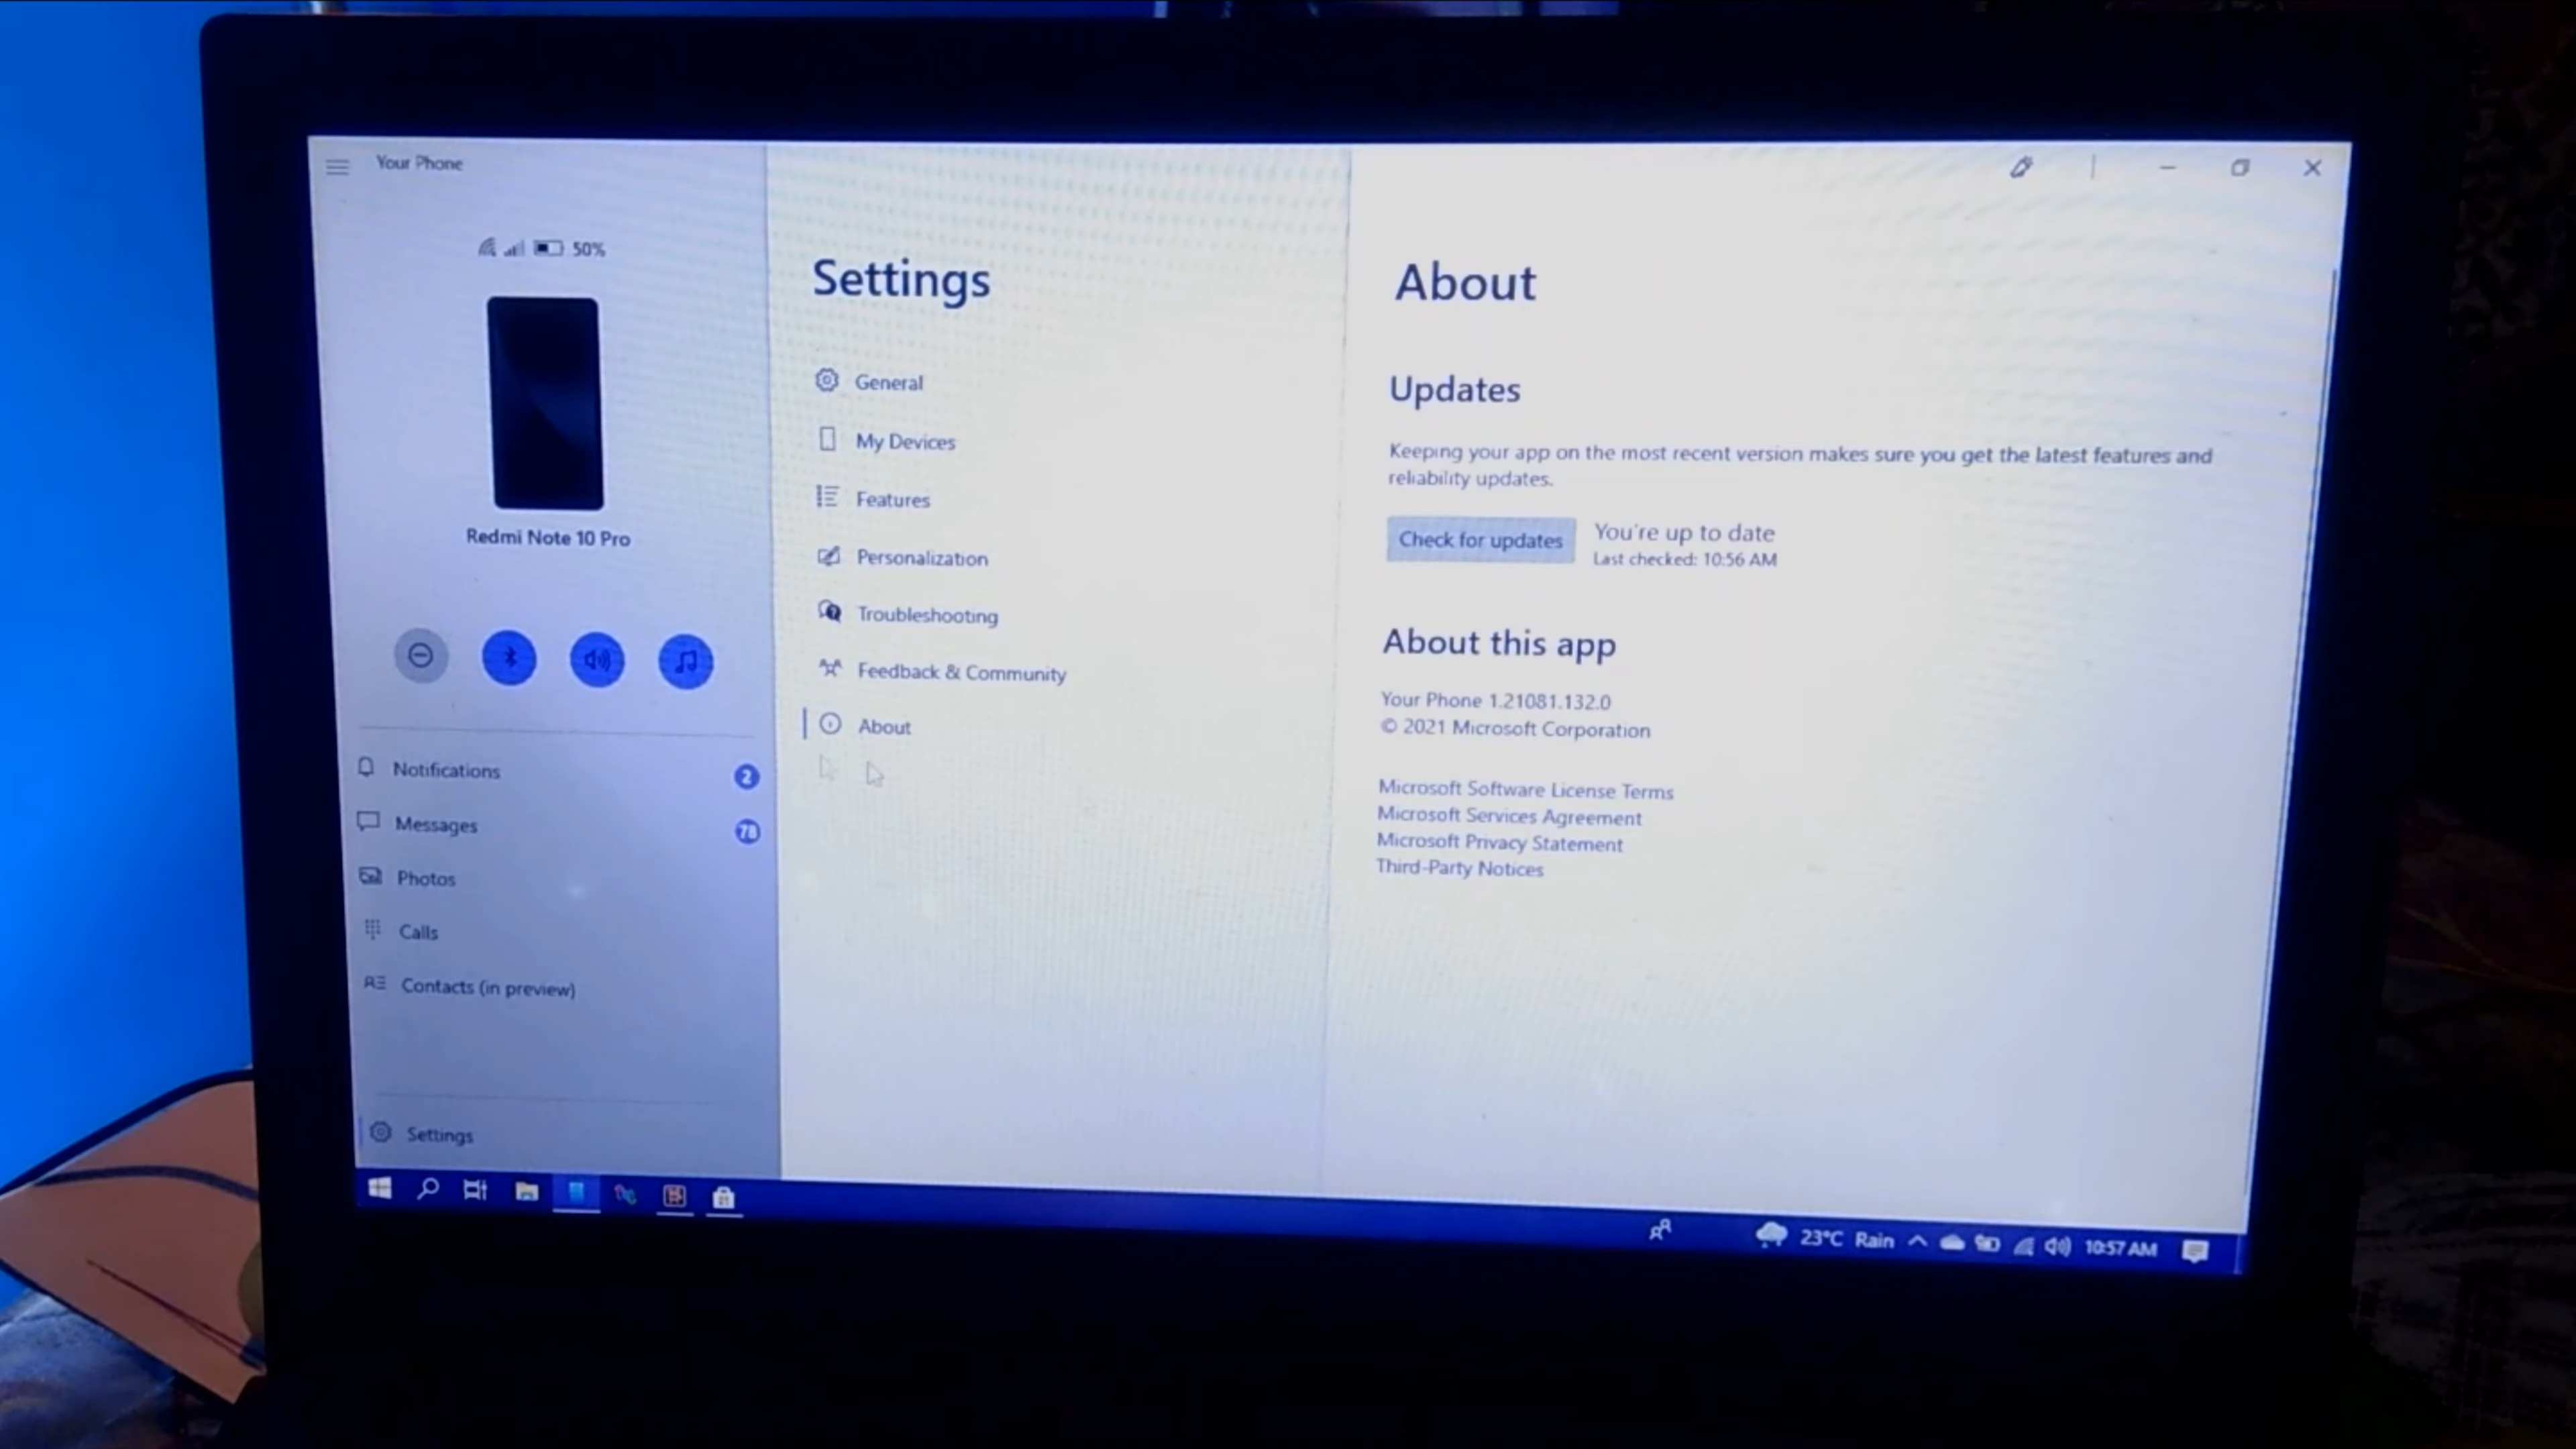 Your Phone
50%
Redmi Note 10 Pro
Notifications
2
Messages
78
Photos
Calls
Contacts (in preview)
Settings
Settings
General
My Devices
Features
Personalization
Troubleshooting
Feedback & Community
About
About
Updates
Keeping your app on the most recent version makes sure you get the latest features and
reliability updates.
Check for updates
You're up to date
Last checked: 10:56 AM
About this app
Your Phone 1.21081.132.0
© 2021 Microsoft Corporation
Microsoft Software License Terms
Microsoft Services Agreement
Microsoft Privacy Statement
Third-Party Notices
23°C Rain
10:57 AM